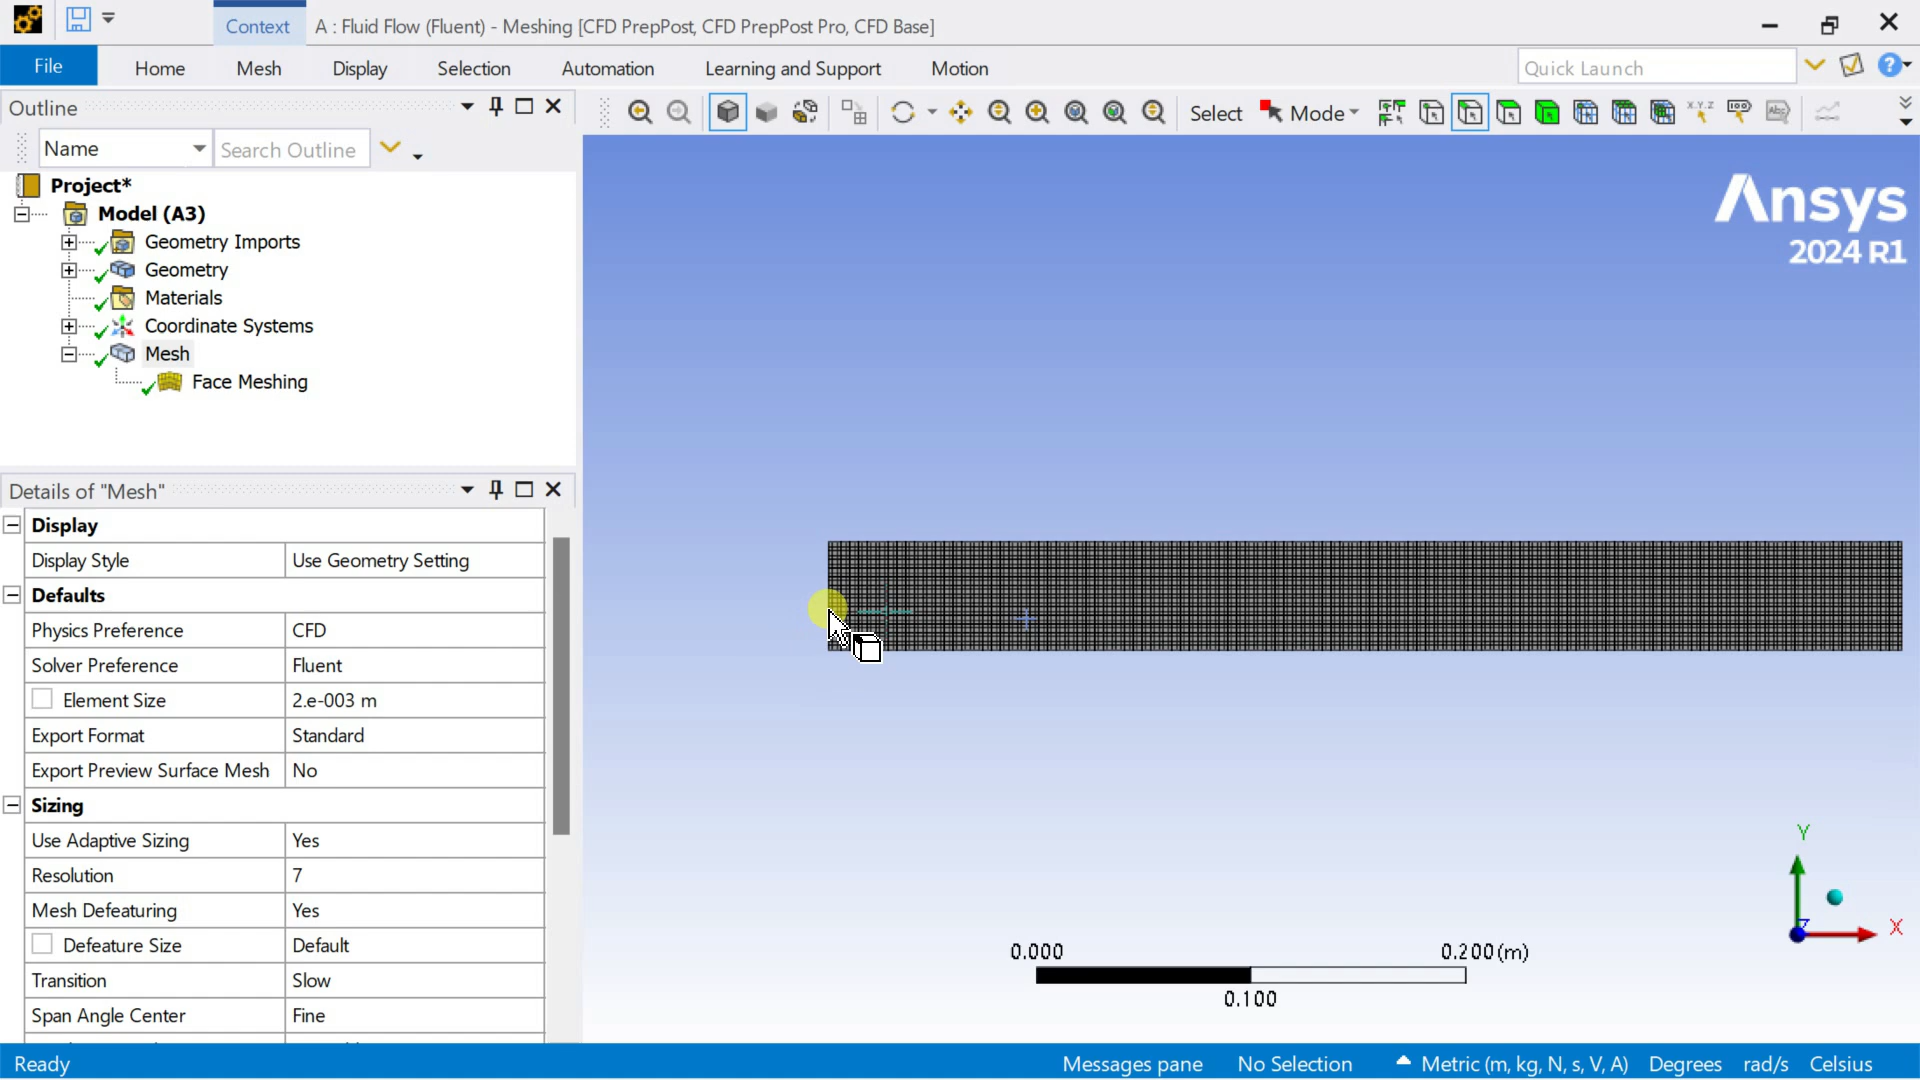 Context
A : Fluid Flow (Fluent) - Meshing [CFD PrepPost, CFD PrepPost Pro, CFD Base]
File
Home
Mesh
Display
Selection
Automation
Learning and Support
Motion
Quick Launch
Outline
Select
Mode
X.Y.Z
Name
Search Outline
Project*
Model (A3)
Geometry Imports
Geometry
Materials
Coordinate Systems
Mesh
Face Meshing
Ansys
2024 R1
Details of "Mesh"
Display
Display Style Use Geometry Setting
Defaults
Physics Preference CFD
Solver Preference Fluent
Element Size 2.e-003 m
Export Format Standard
Export Preview Surface Mesh No
Sizing
Use Adaptive Sizing Yes
Resolution 7
Mesh Defeaturing Yes
Defeature Size Default
Transition Slow
Span Angle Center Fine
Y
X
Z
0.000
0.200(m)
0.100
Ready
Messages pane
No Selection
Metric (m, kg, N, s, V, A)
Degrees
rad/s
Celsius